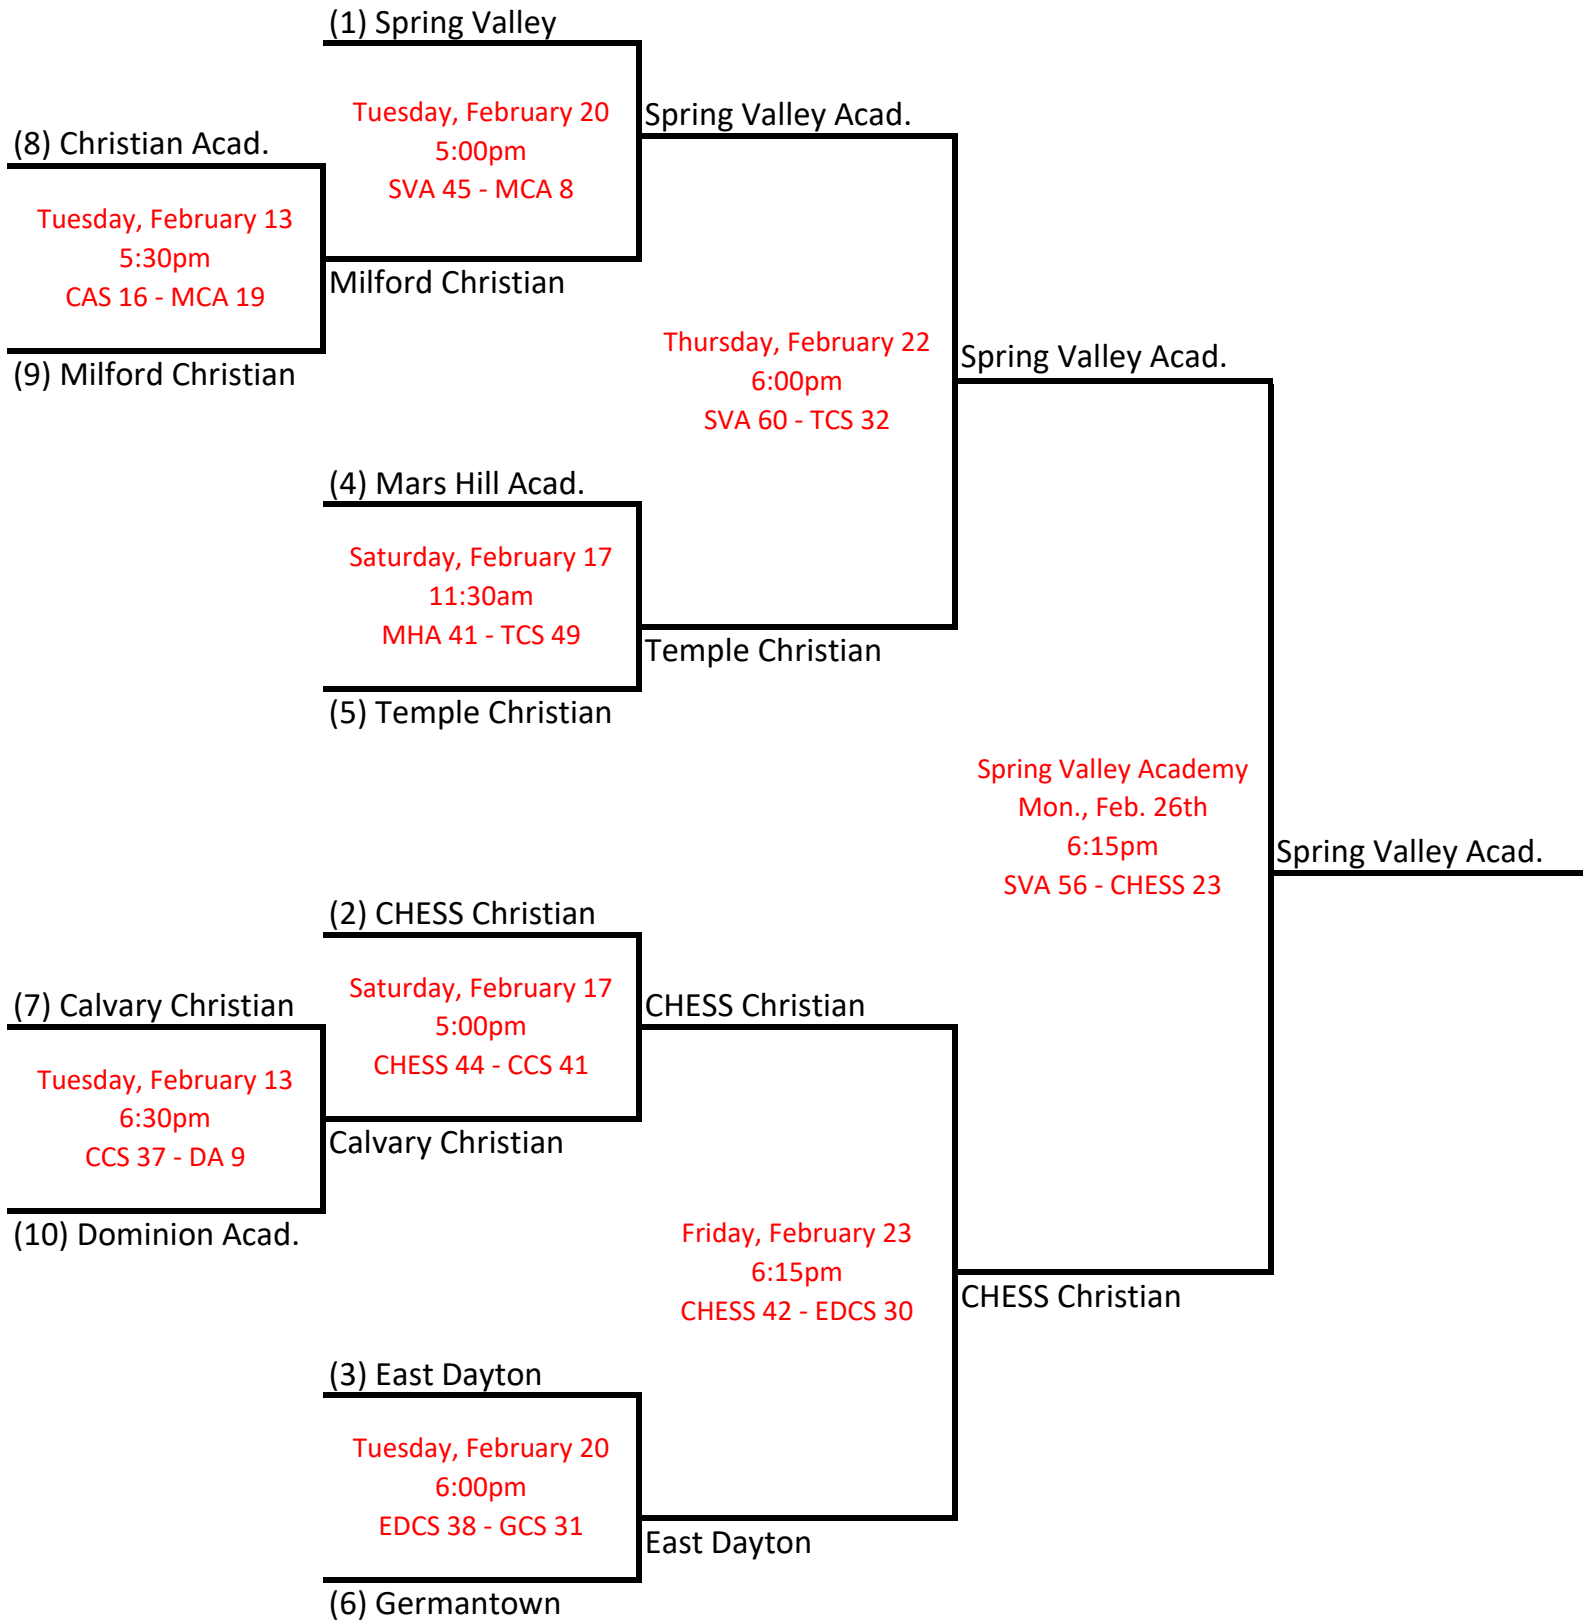 (1) Spring Valley
Tuesday, February 20
5:00pm
SVA 45 - MCA 8
Spring Valley Acad.
(8) Christian Acad.
Tuesday, February 13
5:30pm
CAS 16 - MCA 19
Milford Christian
(9) Milford Christian
Thursday, February 22
6:00pm
SVA 60 - TCS 32
Spring Valley Acad.
(4) Mars Hill Acad.
Saturday, February 17
11:30am
MHA 41 - TCS 49
Temple Christian
(5) Temple Christian
Spring Valley Academy
Mon., Feb. 26th
6:15pm
SVA 56 - CHESS 23
Spring Valley Acad.
(2) CHESS Christian
Saturday, February 17
5:00pm
CHESS 44 - CCS 41
CHESS Christian
(7) Calvary Christian
Tuesday, February 13
6:30pm
CCS 37 - DA 9
Calvary Christian
(10) Dominion Acad.
Friday, February 23
6:15pm
CHESS 42 - EDCS 30
CHESS Christian
(3) East Dayton
Tuesday, February 20
6:00pm
EDCS 38 - GCS 31
East Dayton
(6) Germantown